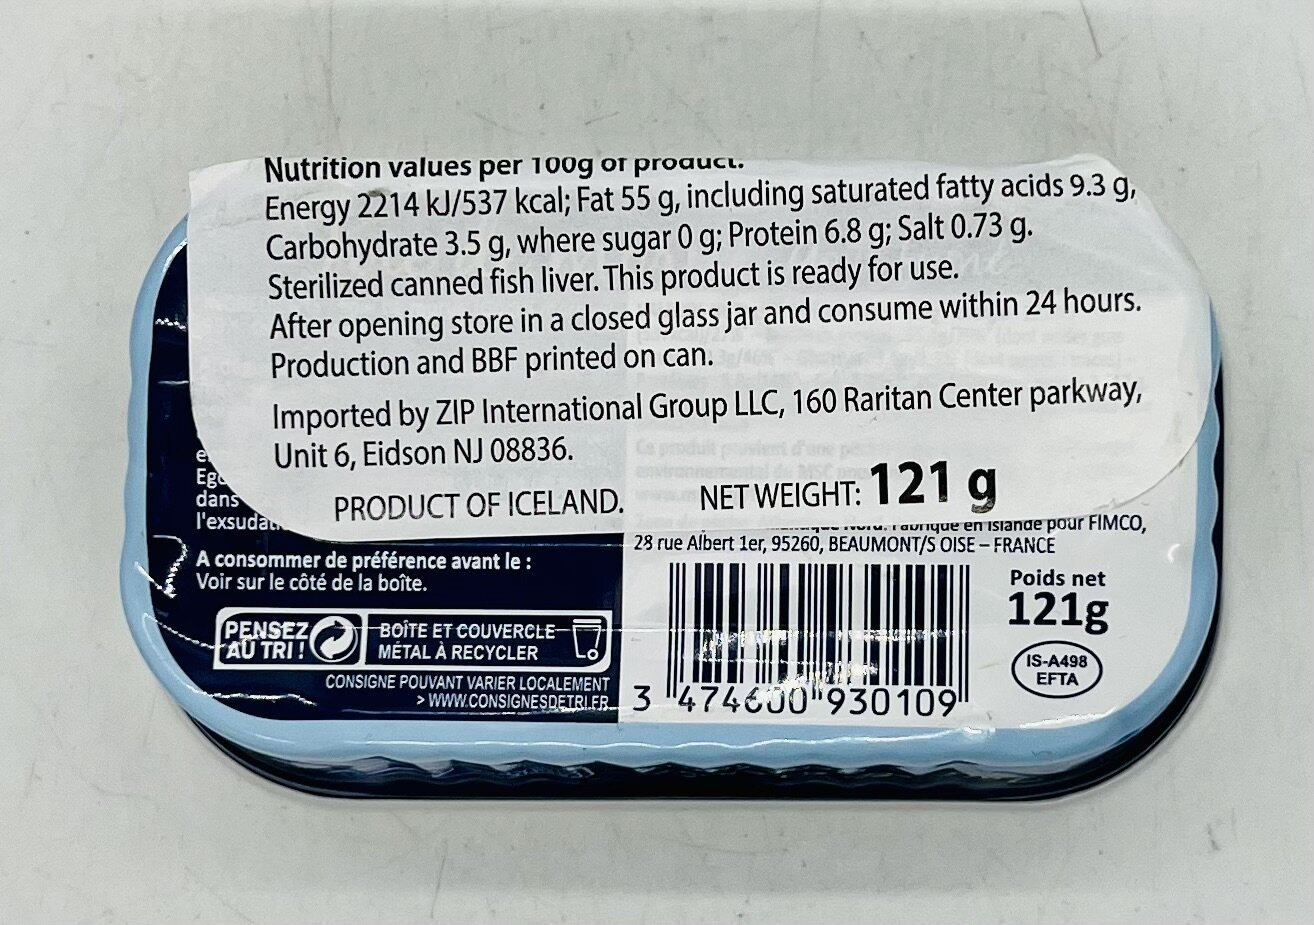 Nutrition values per 100g of product.
Energy 2214 kJ/537 kcal; Fat 55 g, including saturated fatty acids 9.3 g,
Carbohydrate 3.5 g, where sugar 0 g; Protein 6.8 g; Salt 0.73 g.
Sterilized canned fish liver. This product is ready for use.
After opening store in a closed glass jar and consume within 24 hours.
Production and BBF printed on can.
Imported by ZIP International Group LLC, 160 Raritan Center parkway,
Unit 6, Eidson NJ 08836.
PRODUCT OF ICELAND. NET WEIGHT: 121 g
dans
A consommer de préférence avant le :
Voir sur le côté de la boîte.
PENSEZ
AU TRI !
BOÎTE ET COUVERCLE
MÉTAL À RECYCLER
CONSIGNE POUVANT VARIER LOCALEMENT
> WWW.CONSIGNESDETRI.FR
Fabriqué en Islande pour FIMCO,
28 rue Albert 1er, 95260, BEAUMONT/S OISE – FRANCE
3 474600 930109
Poids net
121g
IS-A498
EFTA